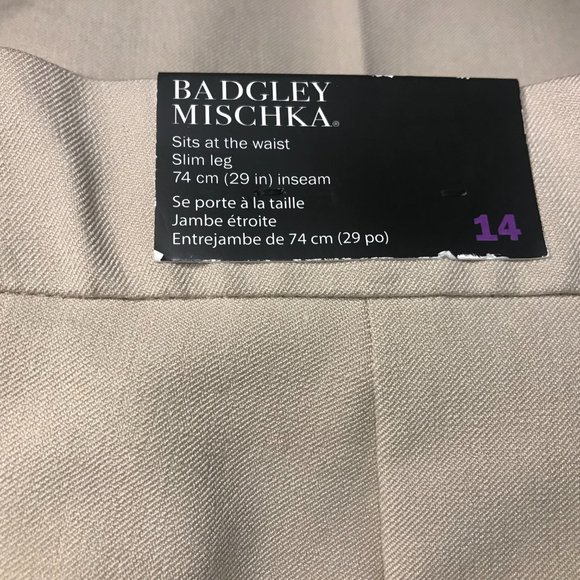 BADGLEY
MISCHKA®
Sits at the waist
Slim leg
74 cm (29 in) inseam
Se porte à la taille
Jambe étroite
Entrejambe de 74 cm (29 po)
14